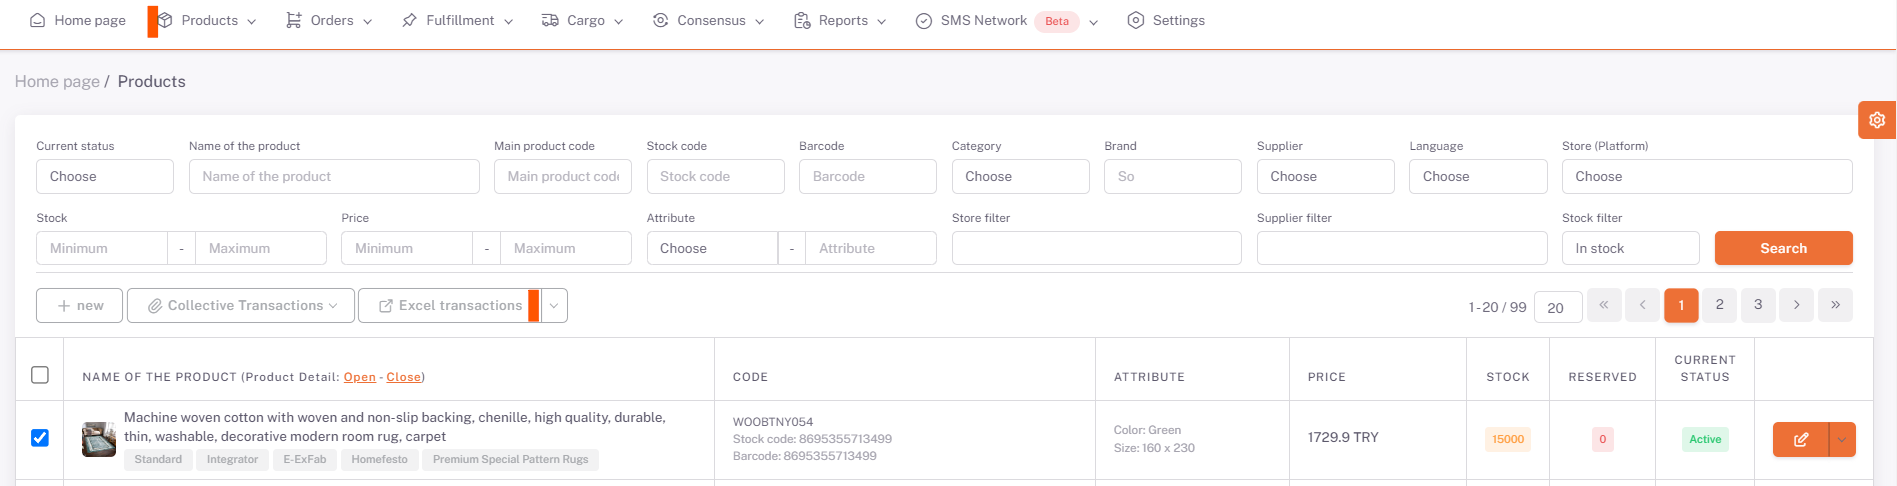 Home page Products Orders Fulfillment Cargo Consensus Reports SMS Network Beta Settings
Home page / Products
Current status Name of the product Main product code Stock code Barcode Category Brand Supplier Language Store (Platform)
Choose Name of the product Main product code Stock code Barcode Choose So Choose Choose Choose
Stock Price Attribute Store filter Supplier filter Stock filter
Minimum - Maximum Minimum - Maximum Choose - Attribute In stock Search
+ new Collective Transactions Excel transactions 1 - 20 / 99 20 « ‹ 1 2 3 › »
NAME OF THE PRODUCT (Product Detail: Open - Close) CODE ATTRIBUTE PRICE STOCK RESERVED CURRENT STATUS
Machine woven cotton with woven and non-slip backing, chenille, high quality, durable,
thin, washable, decorative modern room rug, carpet
Standard Integrator E-ExFab Homefesto Premium Special Pattern Rugs
WOOBTNY054
Stock code: 8695355713499
Barcode: 8695355713499
Color: Green
Size: 160 x 230
1729.9 TRY
15000
0
Active